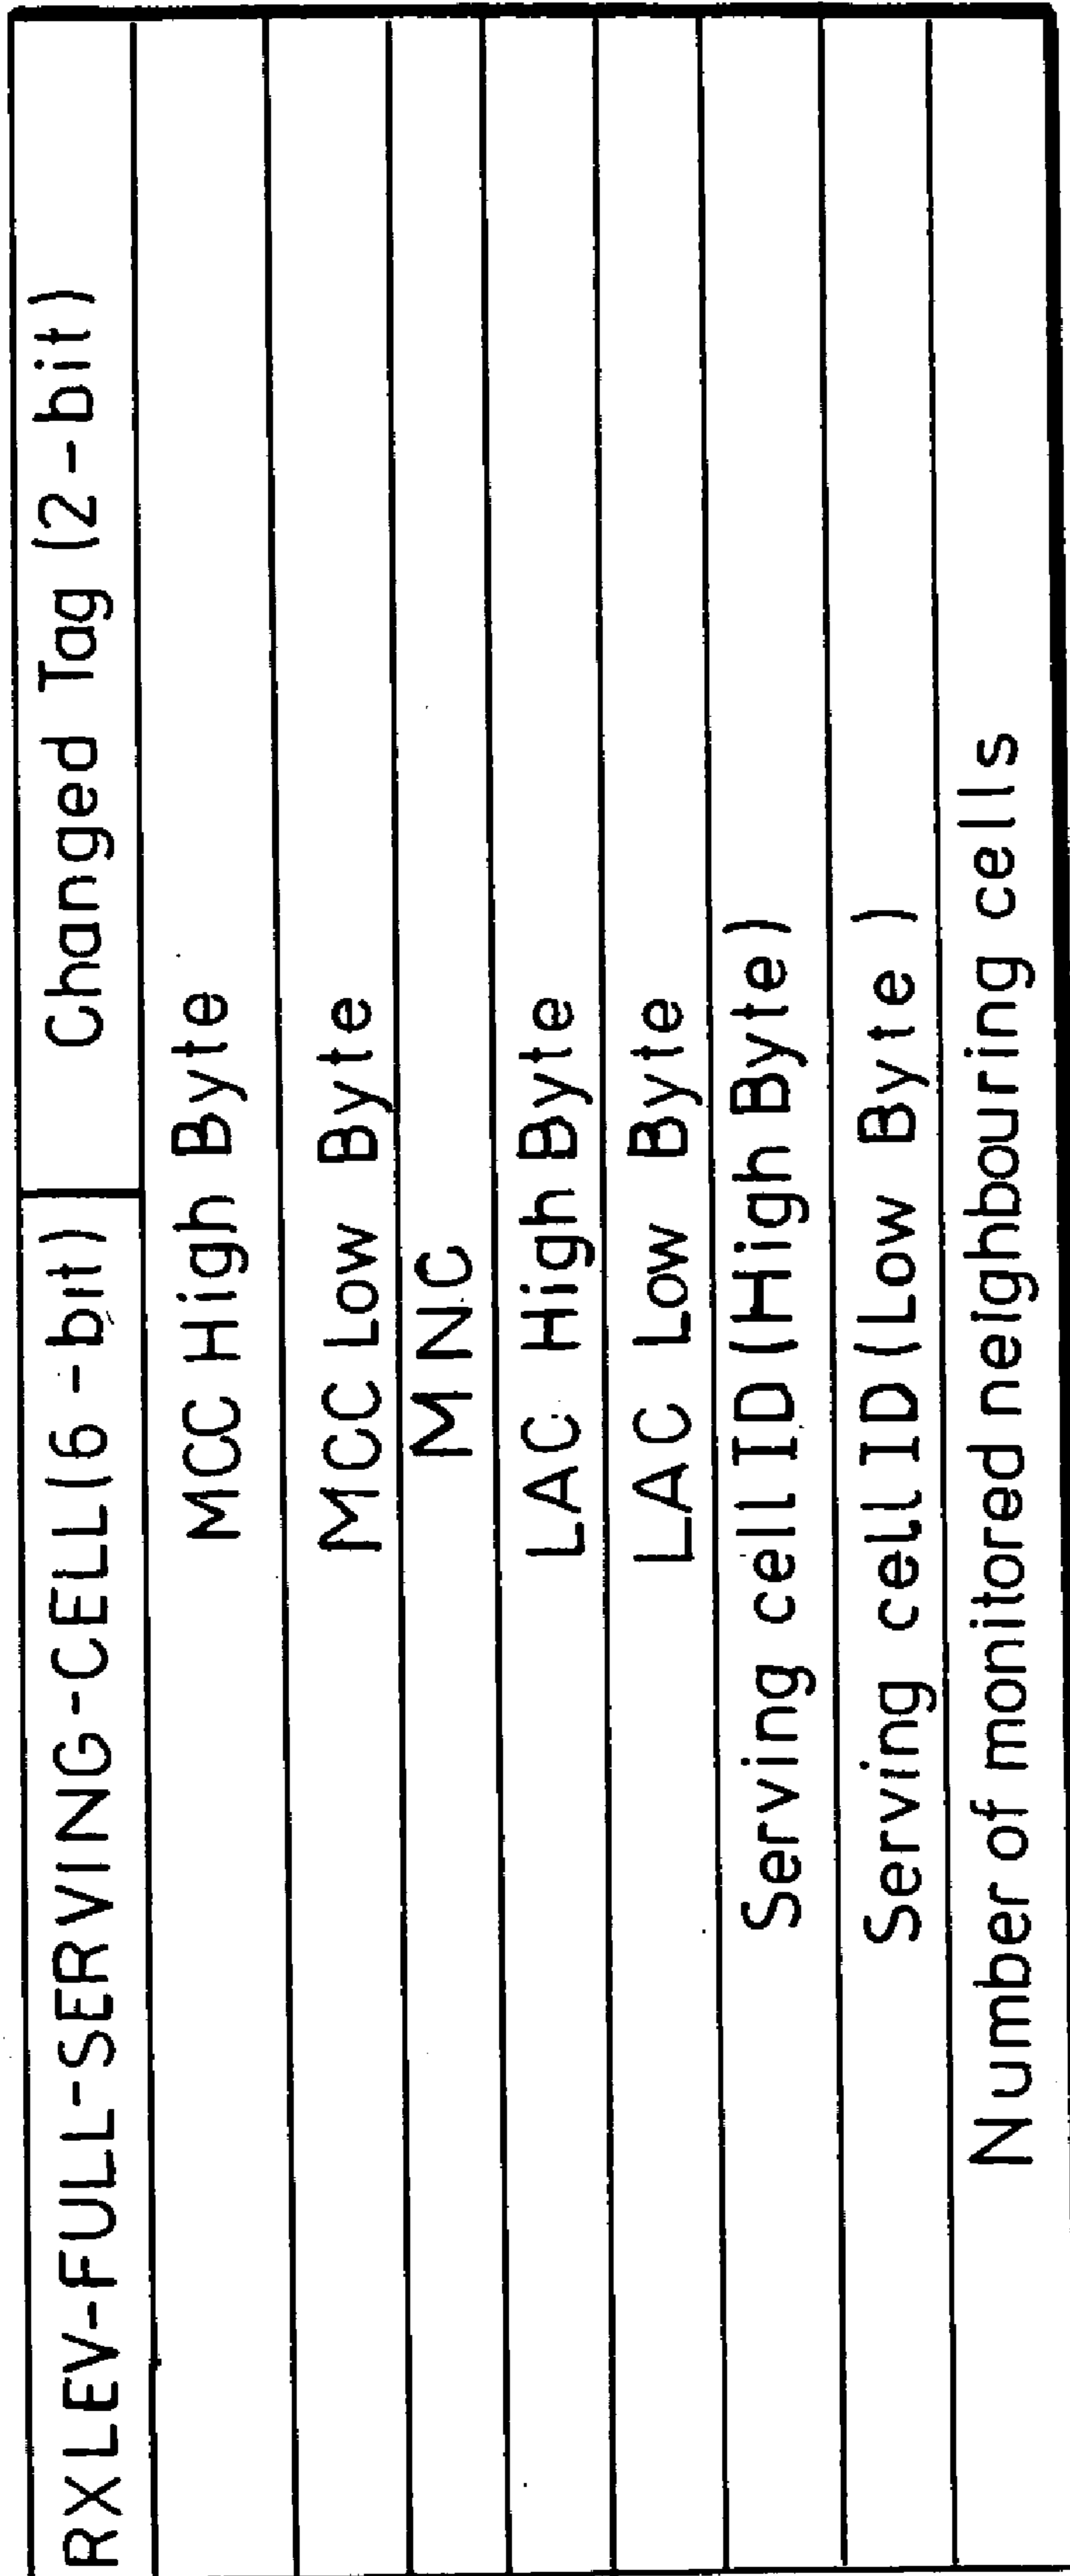 RXLEV-FULL-SERVING-CELL(6-bit) Changed Tag (2-bit)
MCC High Byte
MCC Low Byte
MNC
LAC High Byte
LAC Low Byte
Serving cell ID (High Byte)
Serving cell ID (Low Byte )
Number of monitored neighbouring cells